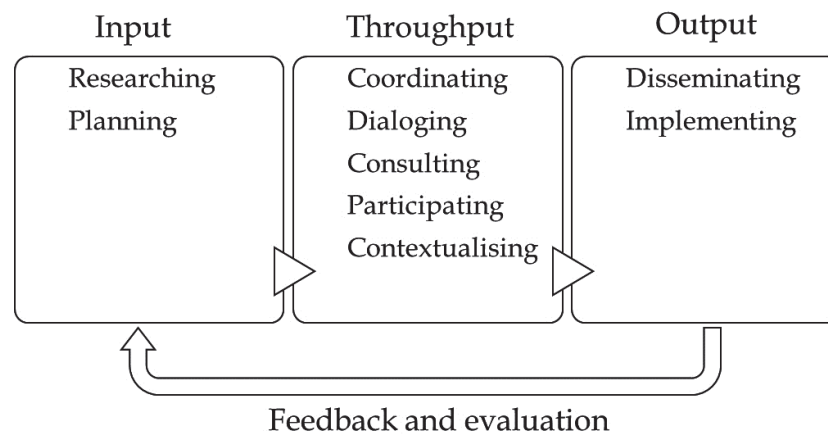 Input
Researching
Planning
Throughput
Coordinating
Dialoging
Consulting
Participating
Contextualising
Output
Disseminating
Implementing
Feedback and evaluation